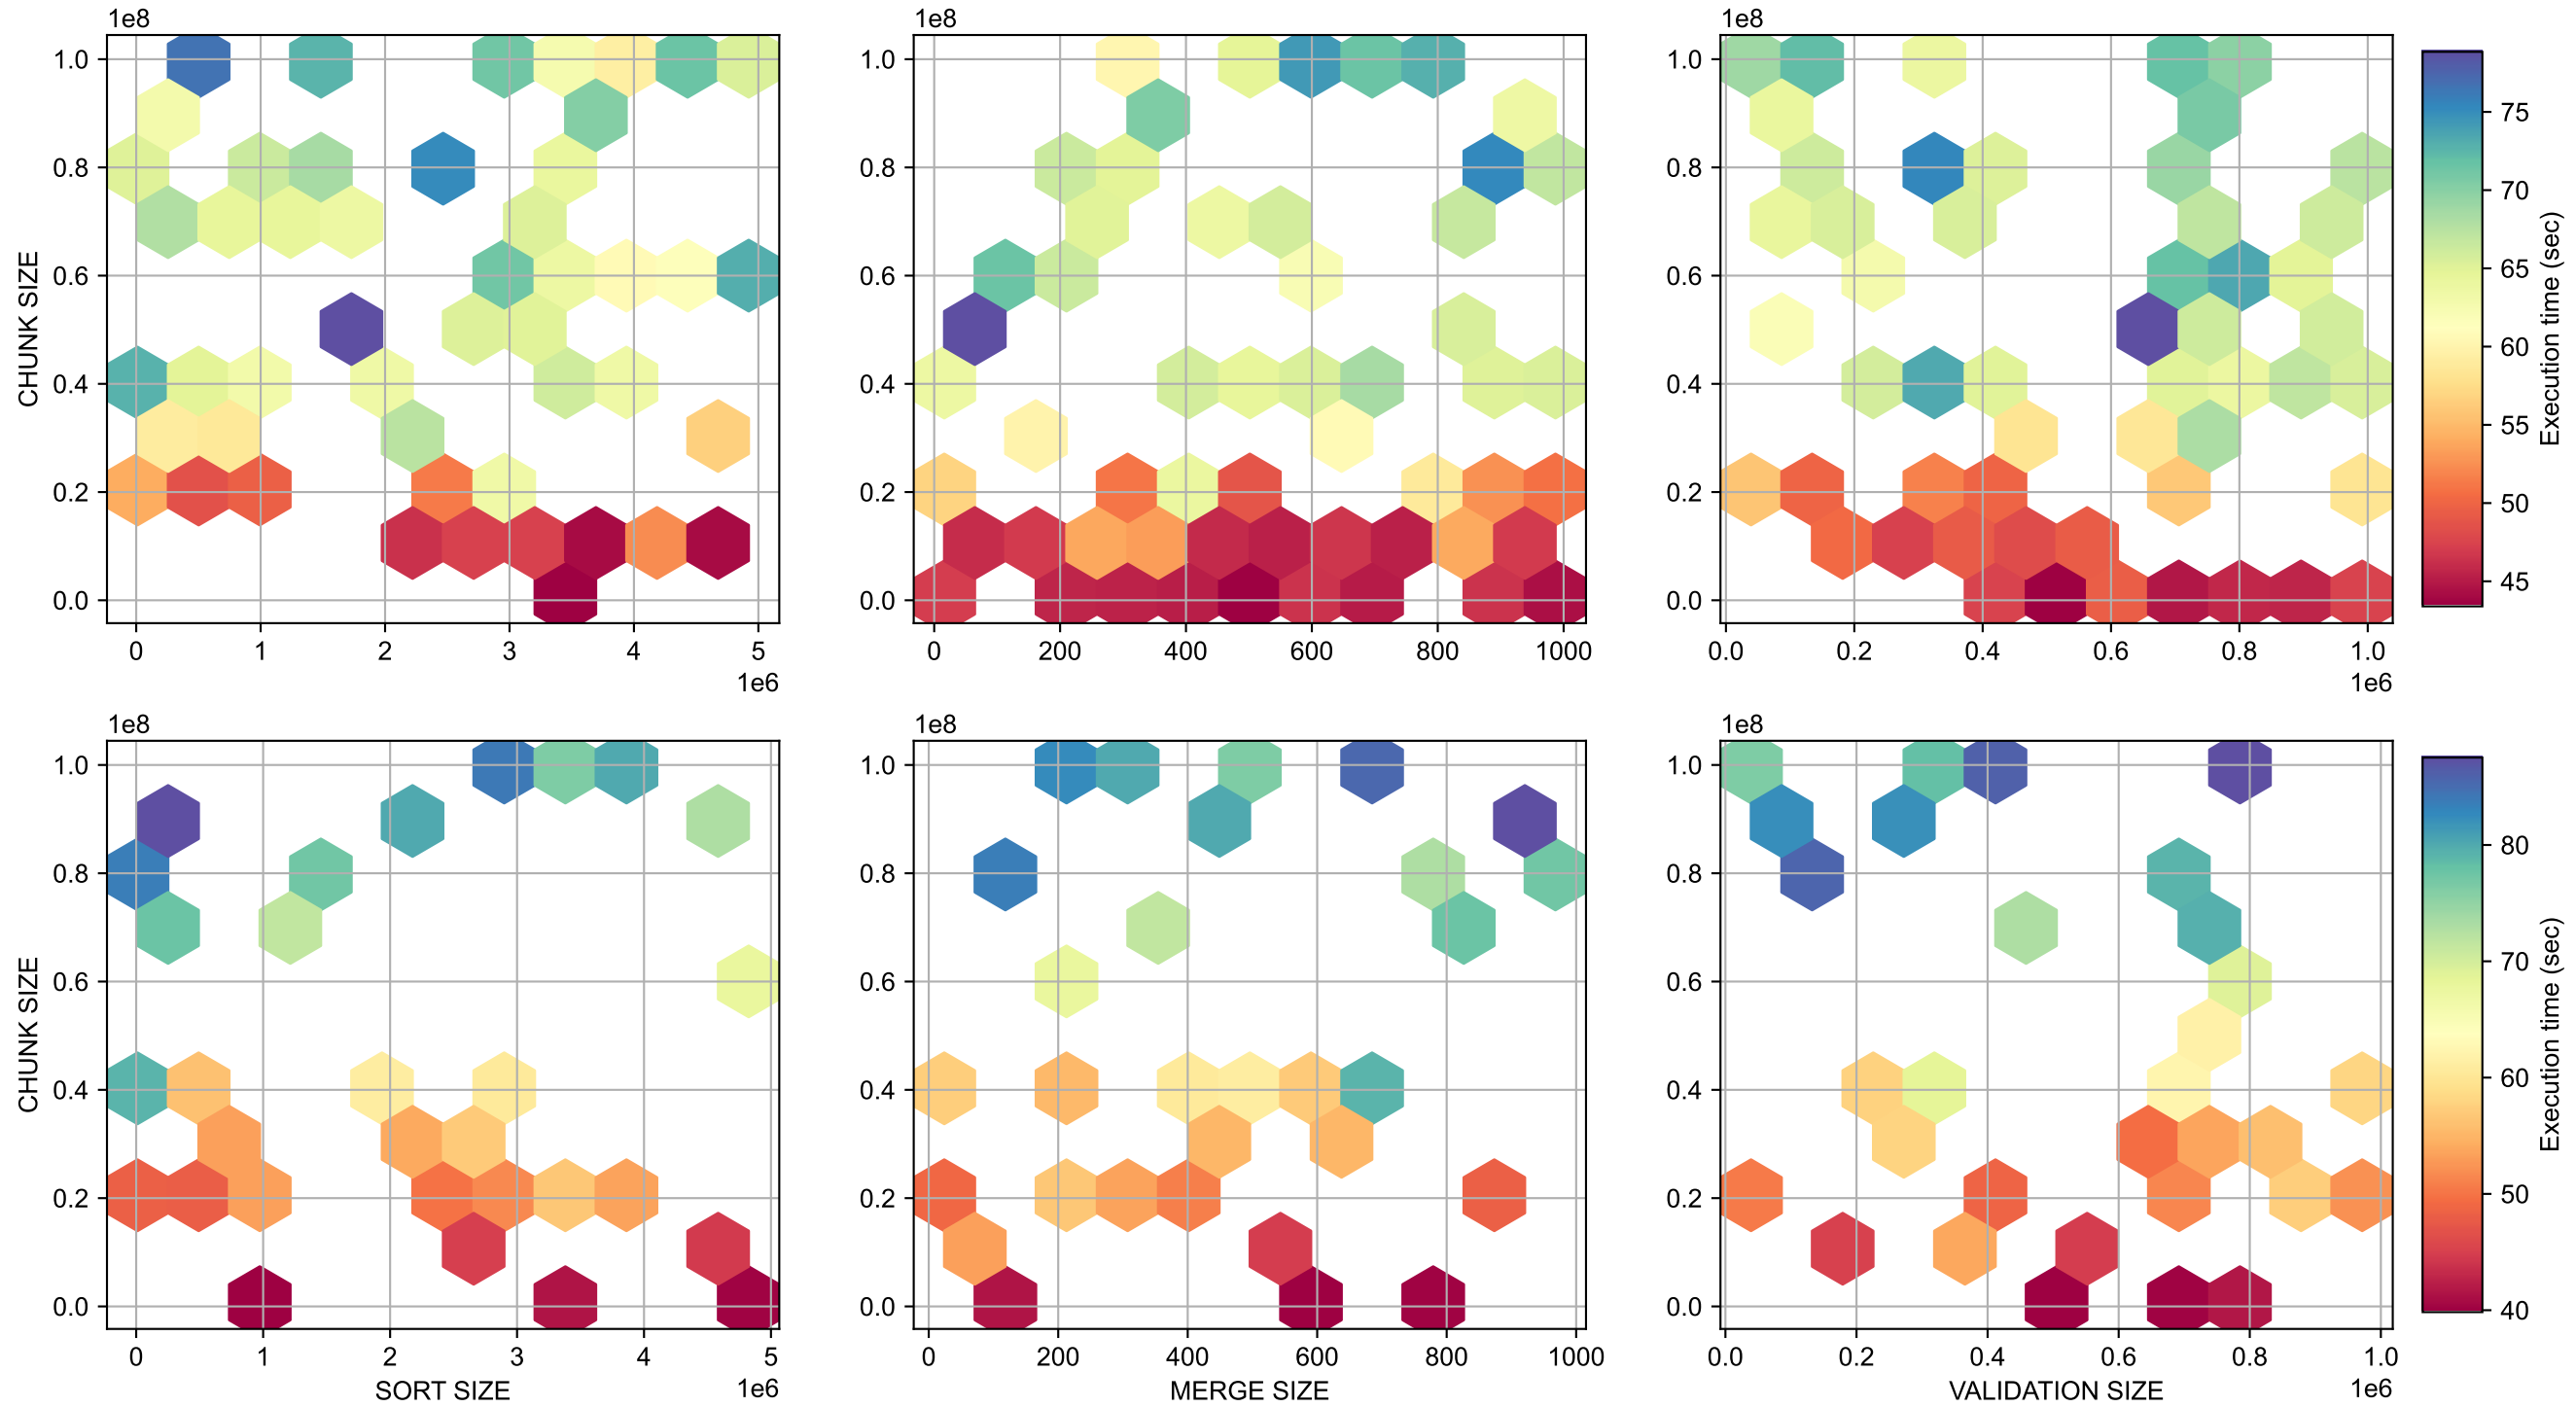 1e8 1e8 1e8
1.0 0.8 0.6 0.4 0.2 0.0
CHUNK SIZE
0 1 2 3 4 5
1e6
1.0 0.8 0.6 0.4 0.2 0.0
0 200 400 600 800 1000
1.0 0.8 0.6 0.4 0.2 0.0
0.0 0.2 0.4 0.6 0.8 1.0
1e6
75 70 65 60 55 50 45
Execution time (sec)
1e8 1e8 1e8
1.0 0.8 0.6 0.4 0.2 0.0
CHUNK SIZE
0 1 2 3 4 5
SORT SIZE 1e6
1.0 0.8 0.6 0.4 0.2 0.0
0 200 400 600 800 1000
MERGE SIZE
1.0 0.8 0.6 0.4 0.2 0.0
0.0 0.2 0.4 0.6 0.8 1.0
VALIDATION SIZE 1e6
80 70 60 50 40
Execution time (sec)